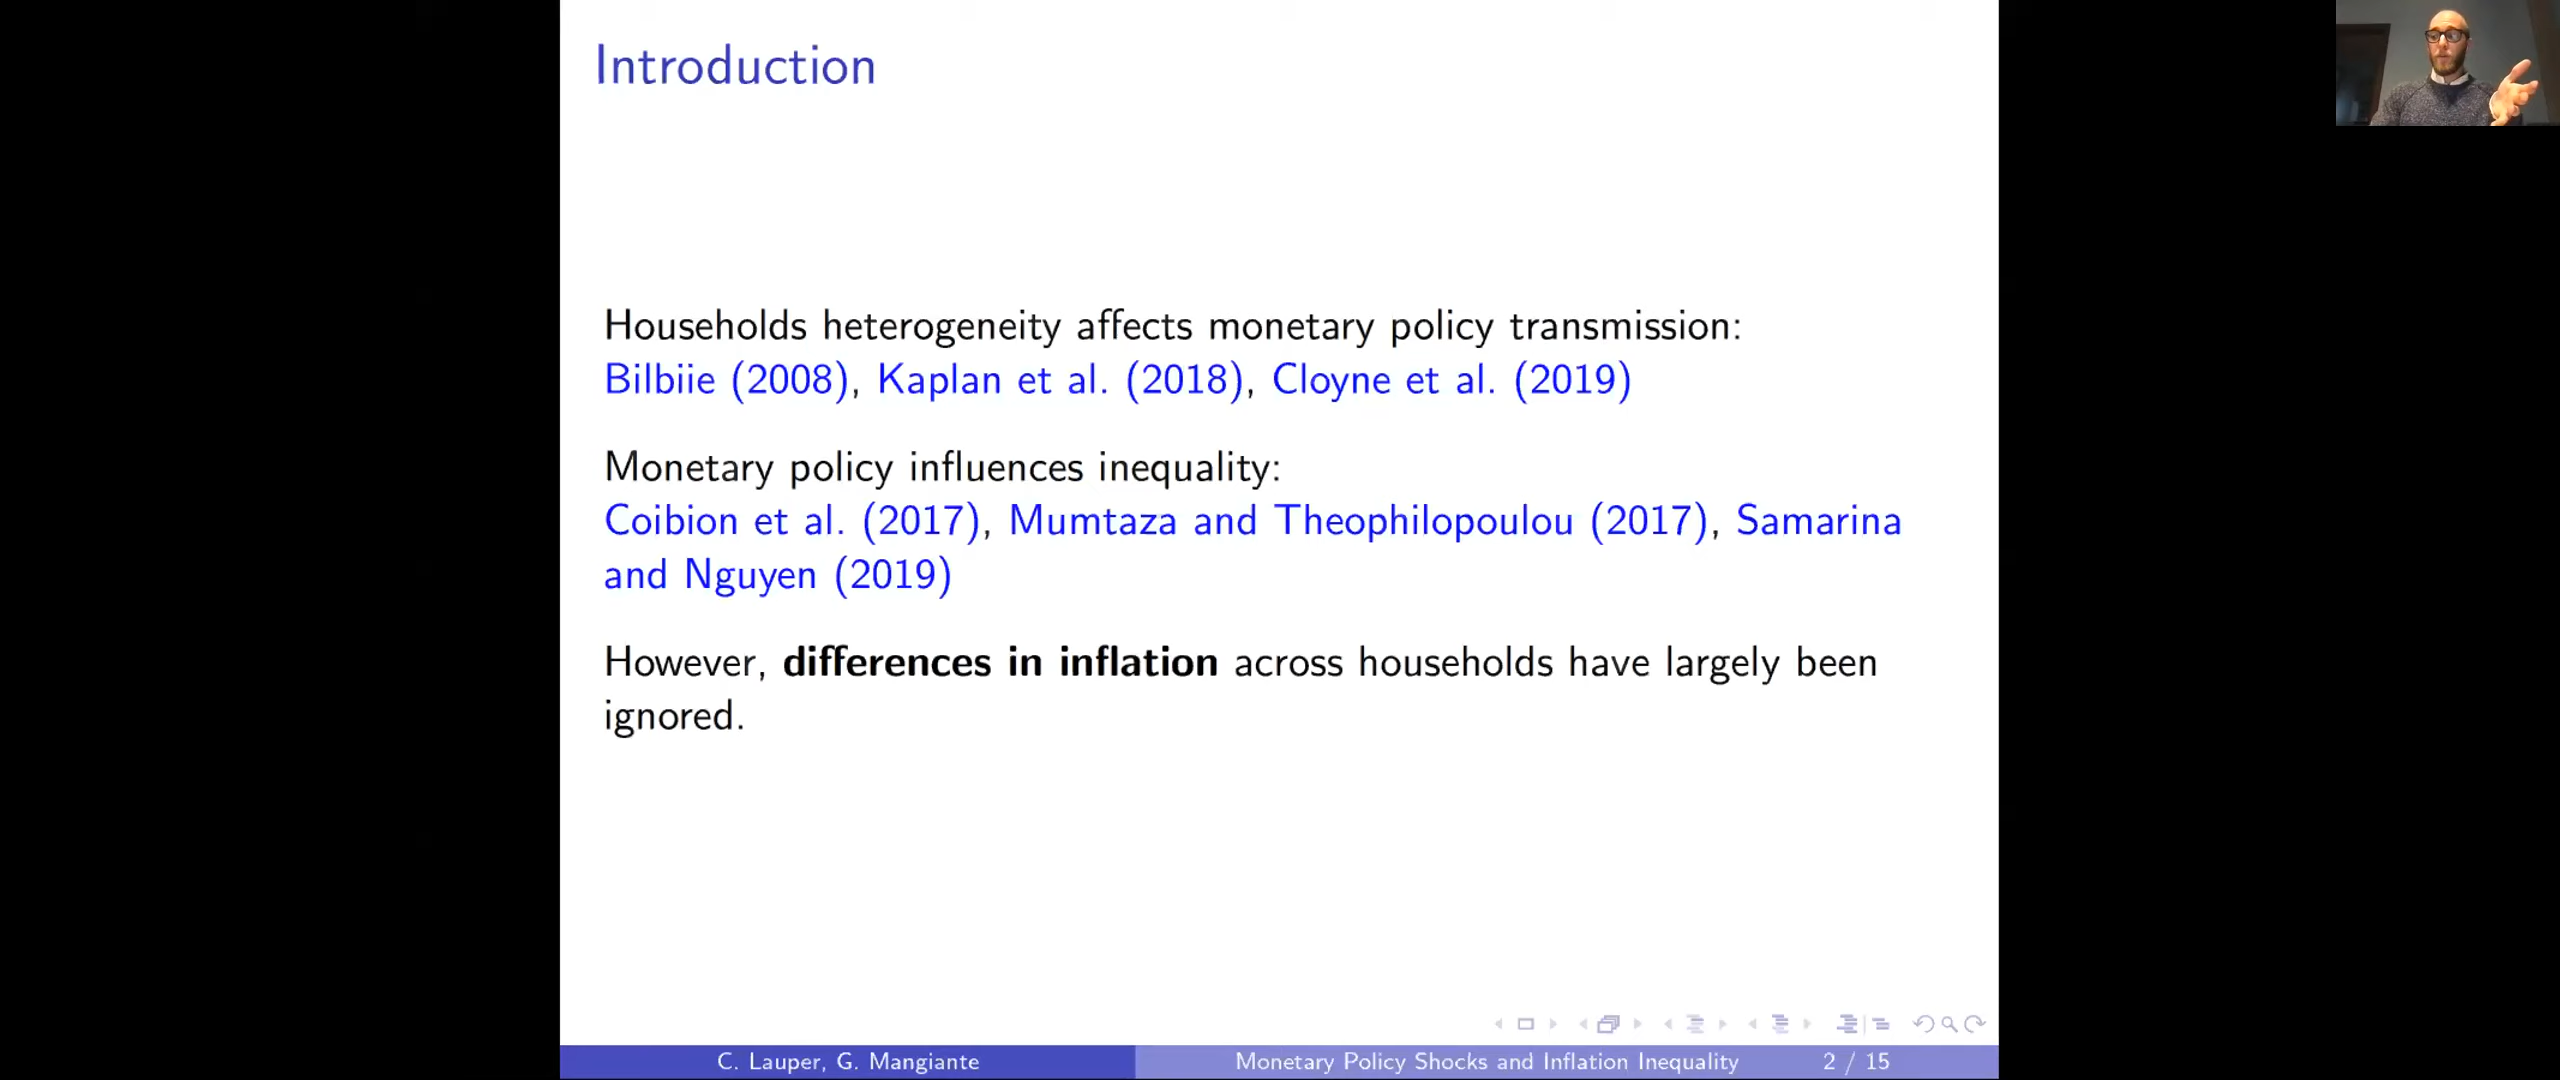 Introduction
Households heterogeneity affects monetary policy transmission:
Bilbiie (2008), Kaplan et al. (2018), Cloyne et al. (2019)
Monetary policy influences inequality:
Coibion et al. (2017), Mumtaza and Theophilopoulou (2017), Samarina
and Nguyen (2019)
However, differences in inflation across households have largely been
ignored.
C. Lauper, G. Mangiante
Monetary Policy Shocks and Inflation Inequality
2 / 15